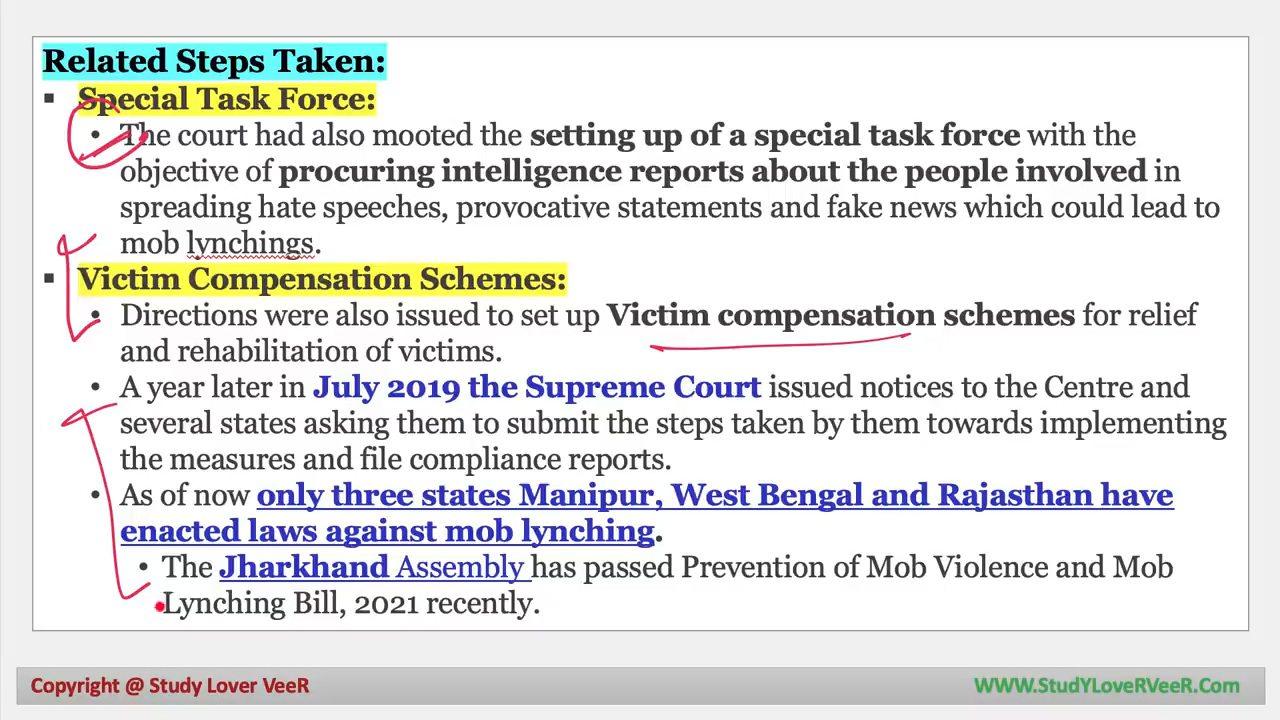 Related Steps Taken:
▪ Special Task Force:
• The court had also mooted the setting up of a special task force with the
objective of procuring intelligence reports about the people involved in
spreading hate speeches, provocative statements and fake news which could lead to
mob lynchings.
▪ Victim Compensation Schemes:
• Directions were also issued to set up Victim compensation schemes for relief
and rehabilitation of victims.
• A year later in July 2019 the Supreme Court issued notices to the Centre and
several states asking them to submit the steps taken by them towards implementing
the measures and file compliance reports.
• As of now only three states Manipur, West Bengal and Rajasthan have
enacted laws against mob lynching.
• The Jharkhand Assembly has passed Prevention of Mob Violence and Mob
Lynching Bill, 2021 recently.
Copyright @ Study Lover VeeR
WWW.StudYLoveRVeeR.Com